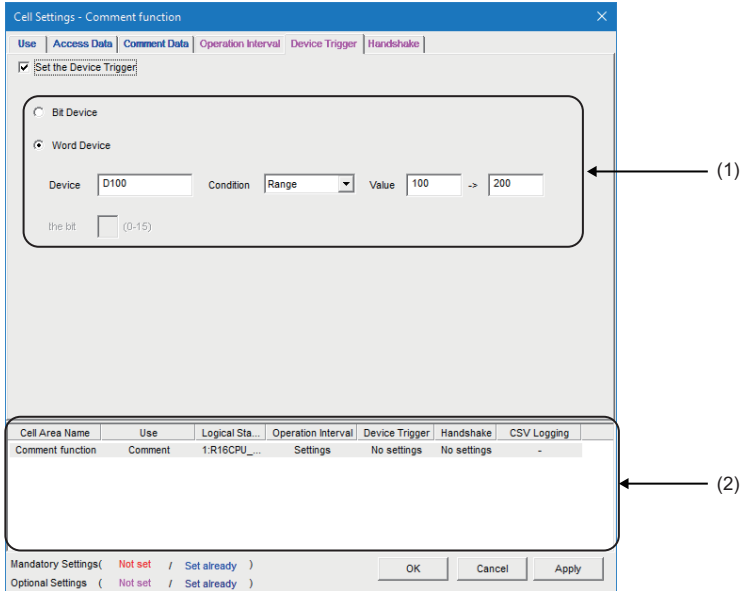 Cell Settings - Comment function
Use Access Data Comment Data Operation Interval Device Trigger Handshake
Set the Device Trigger
Bit Device
Word Device
Device D100 Condition Range Value 100 -> 200
the bit (0-15)
(1)
Cell Area Name Use Logical Sta... Operation Interval Device Trigger Handshake CSV Logging
Comment function Comment 1:R16CPU_... Settings No settings No settings -
(2)
Mandatory Settings( Not set / Set already )
Optional Settings ( Not set / Set already )
OK Cancel Apply